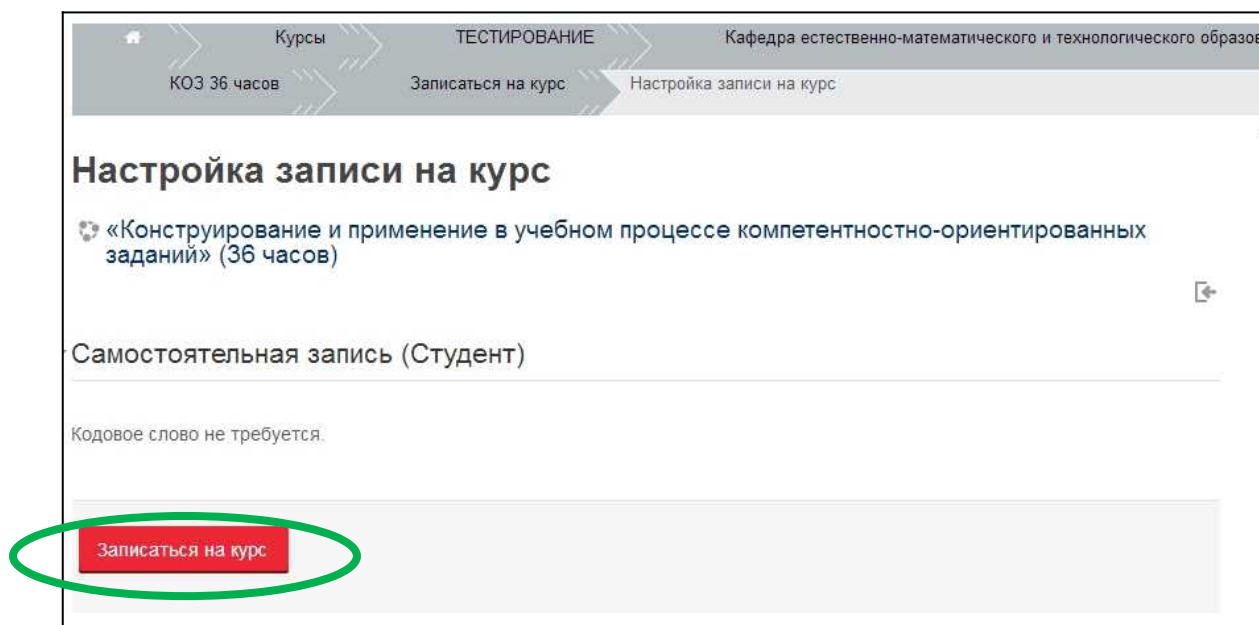 Курсы ТЕСТИРОВАНИЕ Кафедра естественно-математического и технологического образов
КОЗ 36 часов Записаться на курс Настройка записи на курс
Настройка записи на курс
«Конструирование и применение в учебном процессе компетентностно-ориентированных
заданий» (36 часов)
Самостоятельная запись (Студент)
Кодовое слово не требуется.
Записаться на курс